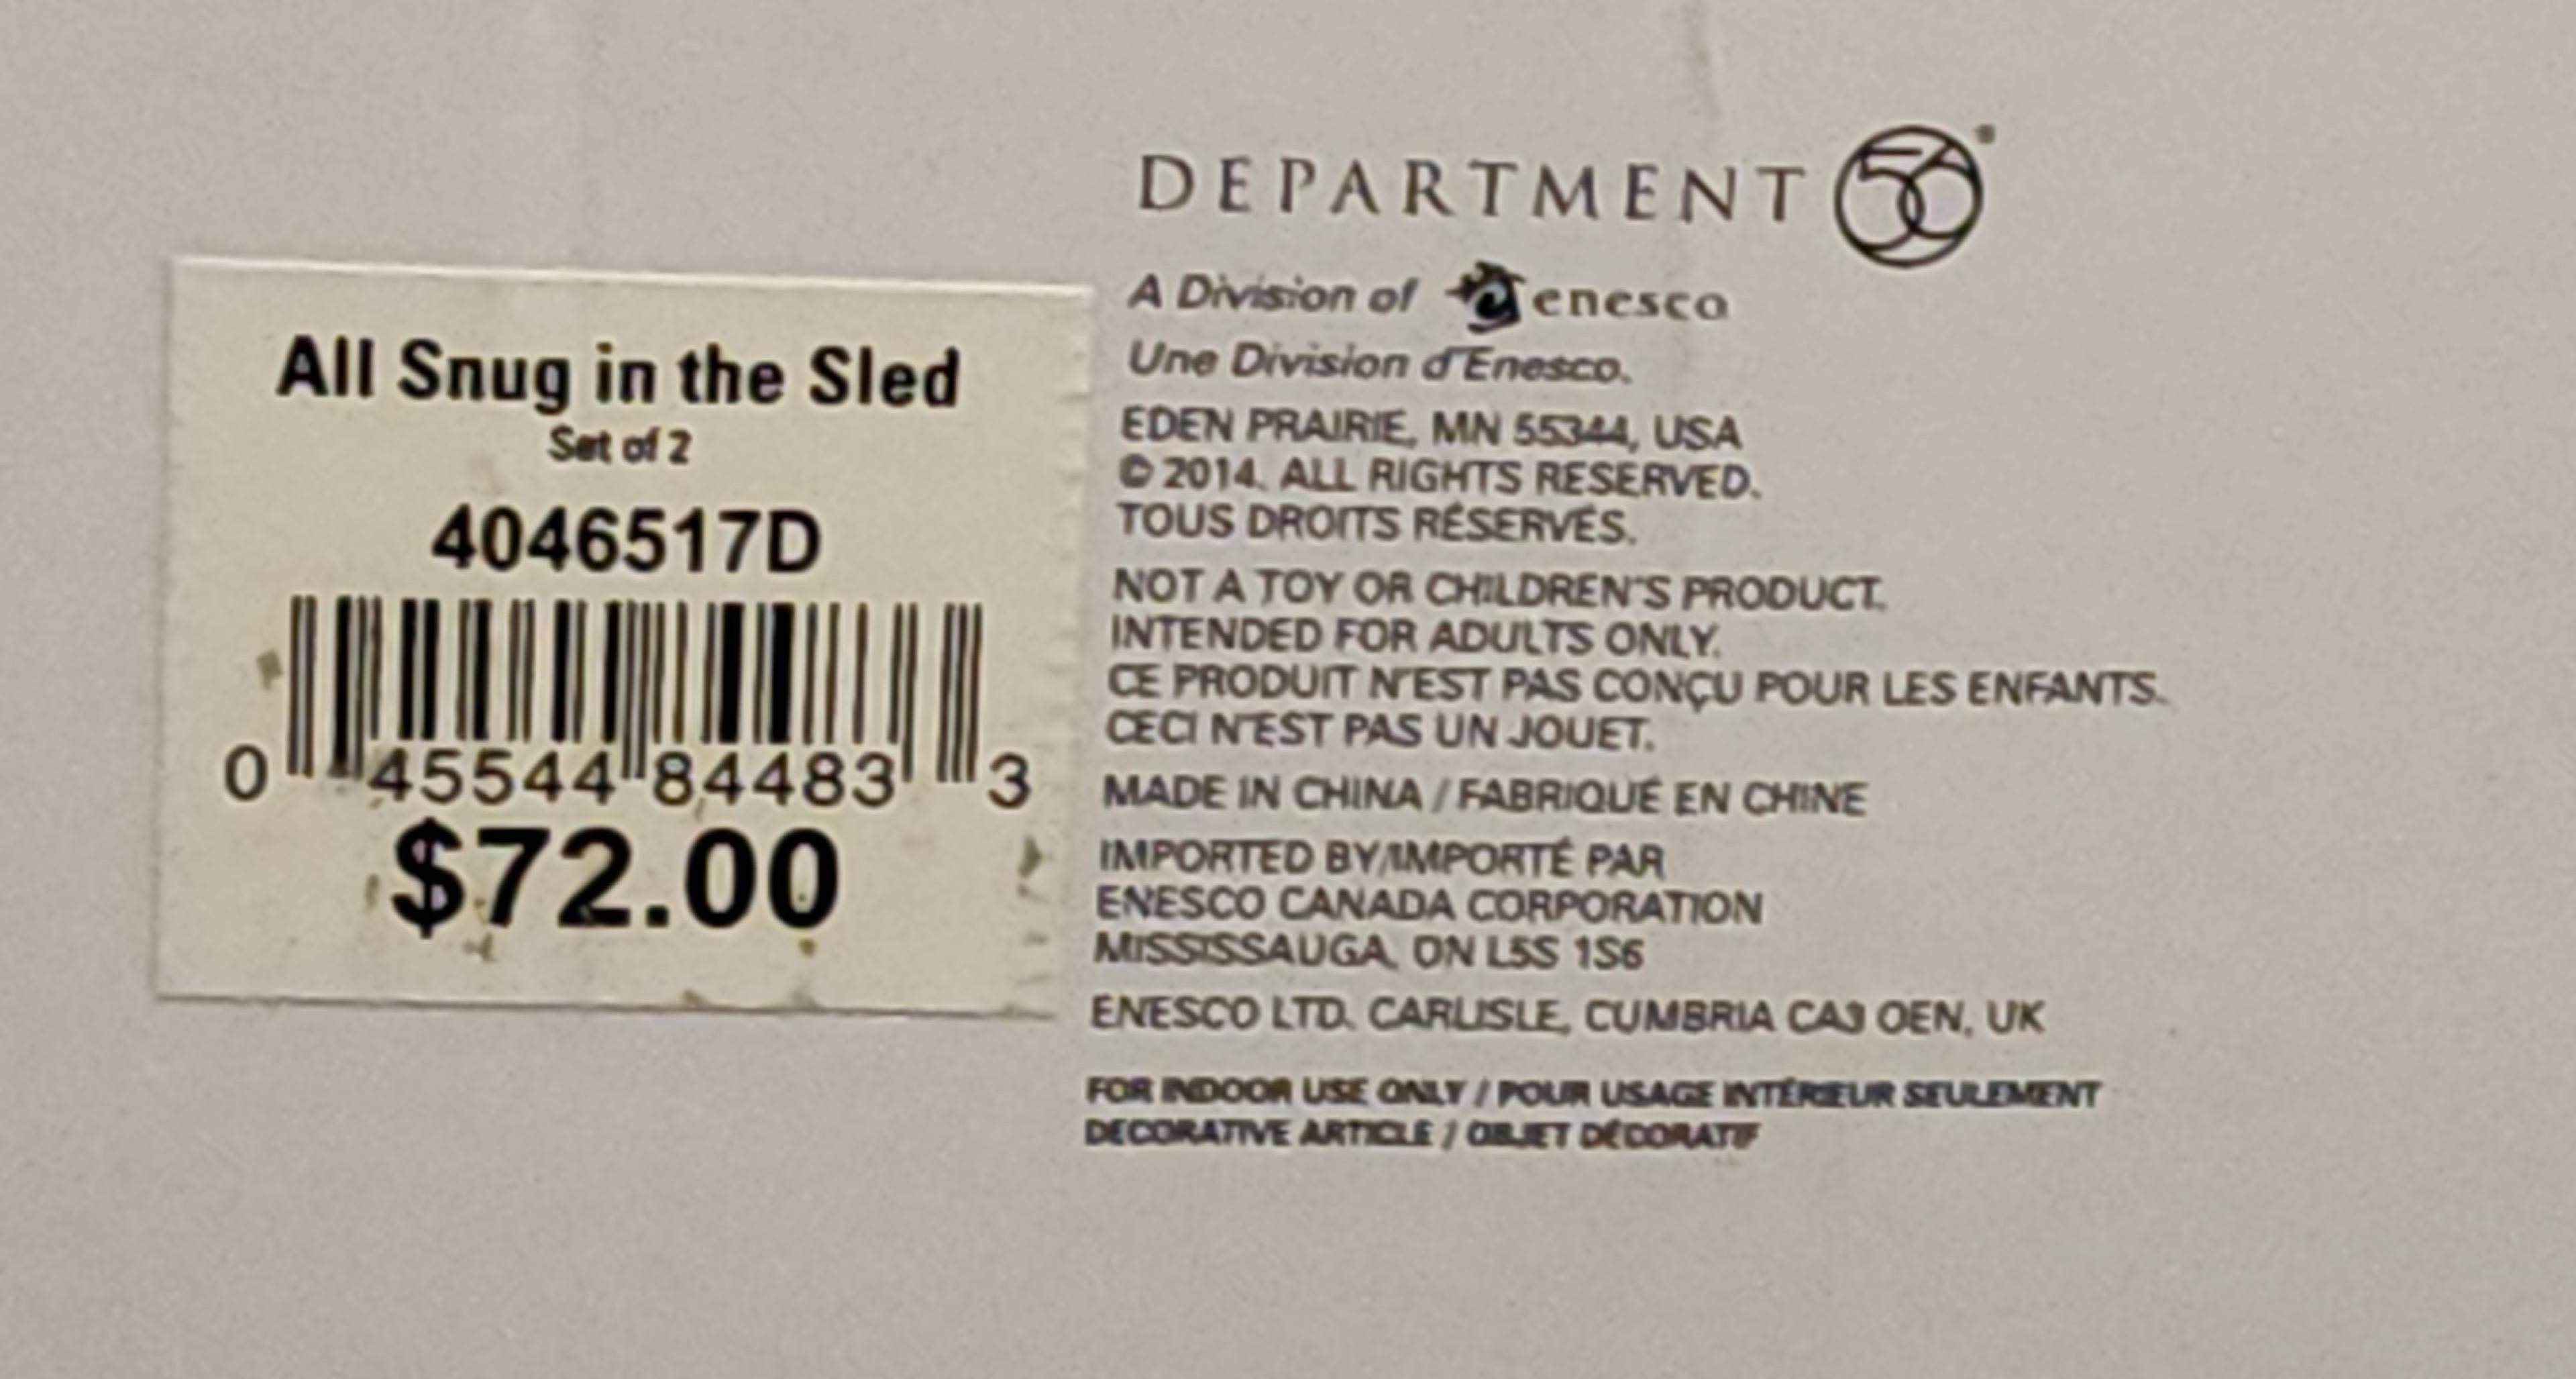 All Snug in the Sled
Set of 2
4046517D
0 45544 84483 3
$72.00
DEPARTMENT 56
A Division of enesco
Une Division d'Enesco.
EDEN PRAIRIE, MN 55344, USA
© 2014. ALL RIGHTS RESERVED.
TOUS DROITS RÉSERVÉS.
NOT A TOY OR CHILDREN'S PRODUCT.
INTENDED FOR ADULTS ONLY.
CE PRODUIT N'EST PAS CONÇU POUR LES ENFANTS.
CECI N'EST PAS UN JOUET.
MADE IN CHINA / FABRIQUÉ EN CHINE
IMPORTED BY/IMPORTÉ PAR
ENESCO CANADA CORPORATION
MISSISSAUGA, ON L5S 1S6
ENESCO LTD. CARLISLE, CUMBRIA CA3 0EN, UK
FOR INDOOR USE ONLY / POUR USAGE INTÉRIEUR SEULEMENT
DECORATIVE ARTICLE / OBJET DÉCORATIF